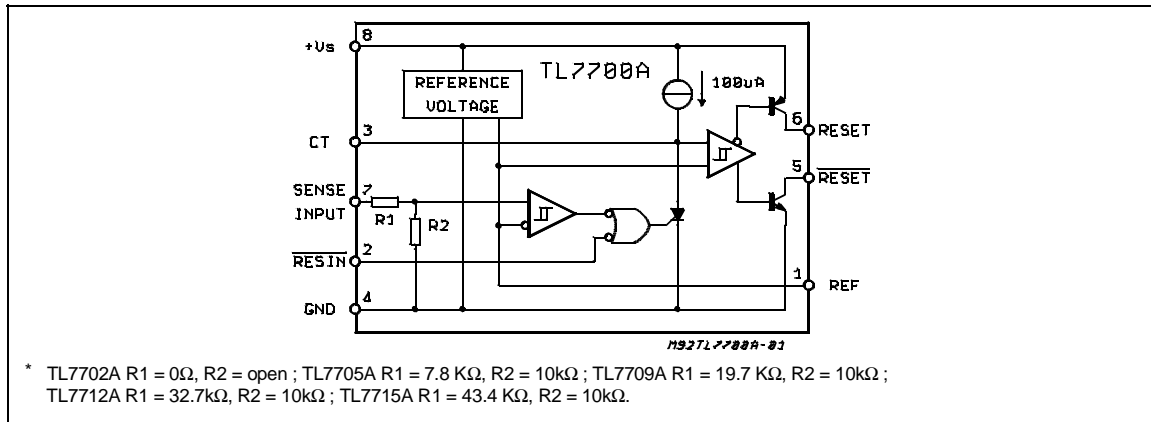 8
+Vs
TL7700A
REFERENCE
VOLTAGE
100uA
6
RESET
3
CT
5
RESET
SENSE
INPUT
7
R1
R2
2
RESIN
1
REF
4
GND
M92TL7700A-01
* TL7702A R1 = 0Ω, R2 = open ; TL7705A R1 = 7.8 KΩ, R2 = 10kΩ ; TL7709A R1 = 19.7 KΩ, R2 = 10kΩ ;
TL7712A R1 = 32.7kΩ, R2 = 10kΩ ; TL7715A R1 = 43.4 KΩ, R2 = 10kΩ.